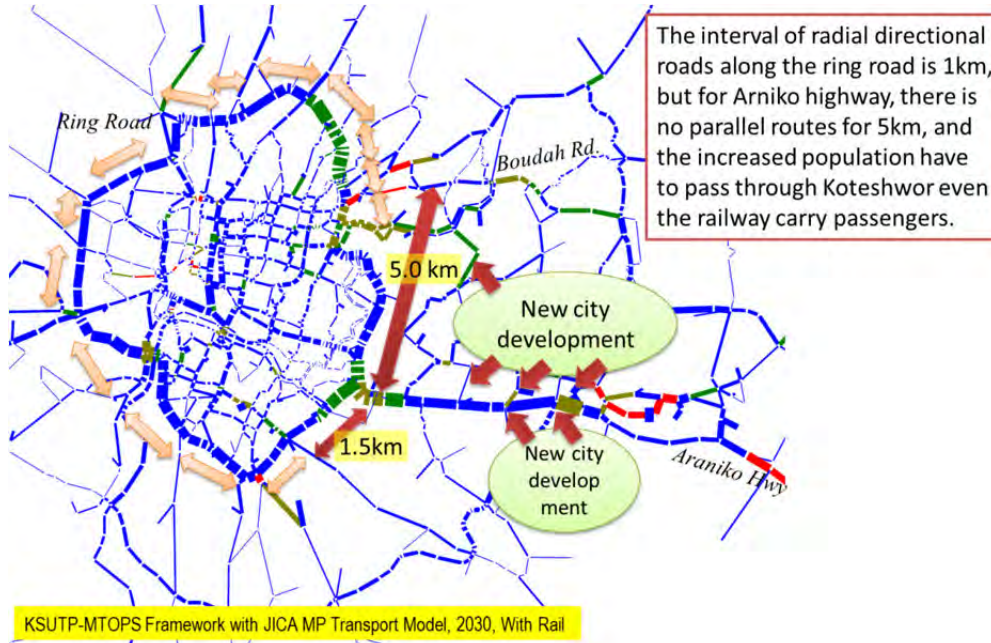 The interval of radial directional
roads along the ring road is 1km,
but for Arniko highway, there is
no parallel routes for 5km, and
the increased population have
to pass through Koteshwor even
the railway carry passengers.
Ring Road
Boudah Rd.
5.0 km
New city
development
1.5km
New city
develop
ment
Araniko Hwy
KSUTP-MTOPS Framework with JICA MP Transport Model, 2030, With Rail